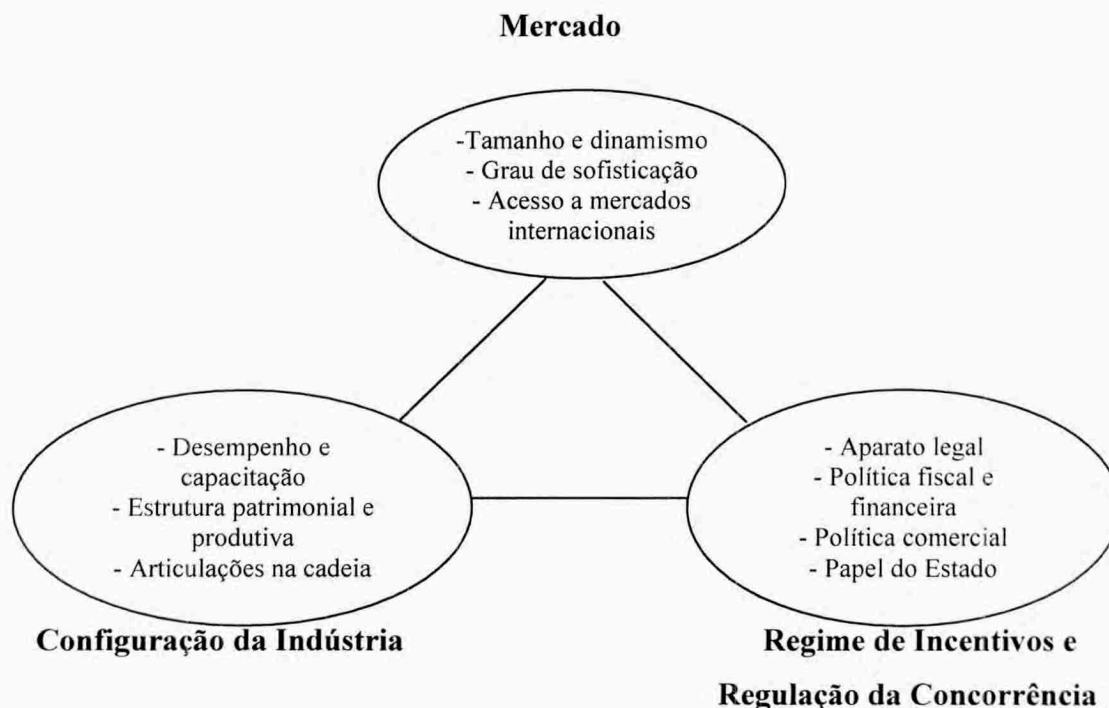 Mercado
-Tamanho e dinamismo
- Grau de sofisticação
- Acesso a mercados
internacionais
- Desempenho e
capacitação
- Estrutura patrimonial e
produtiva
- Articulações na cadeia
Configuração da Indústria
- Aparato legal
- Política fiscal e
financeira
- Política comercial
- Papel do Estado
Regime de Incentivos e
Regulação da Concorrência